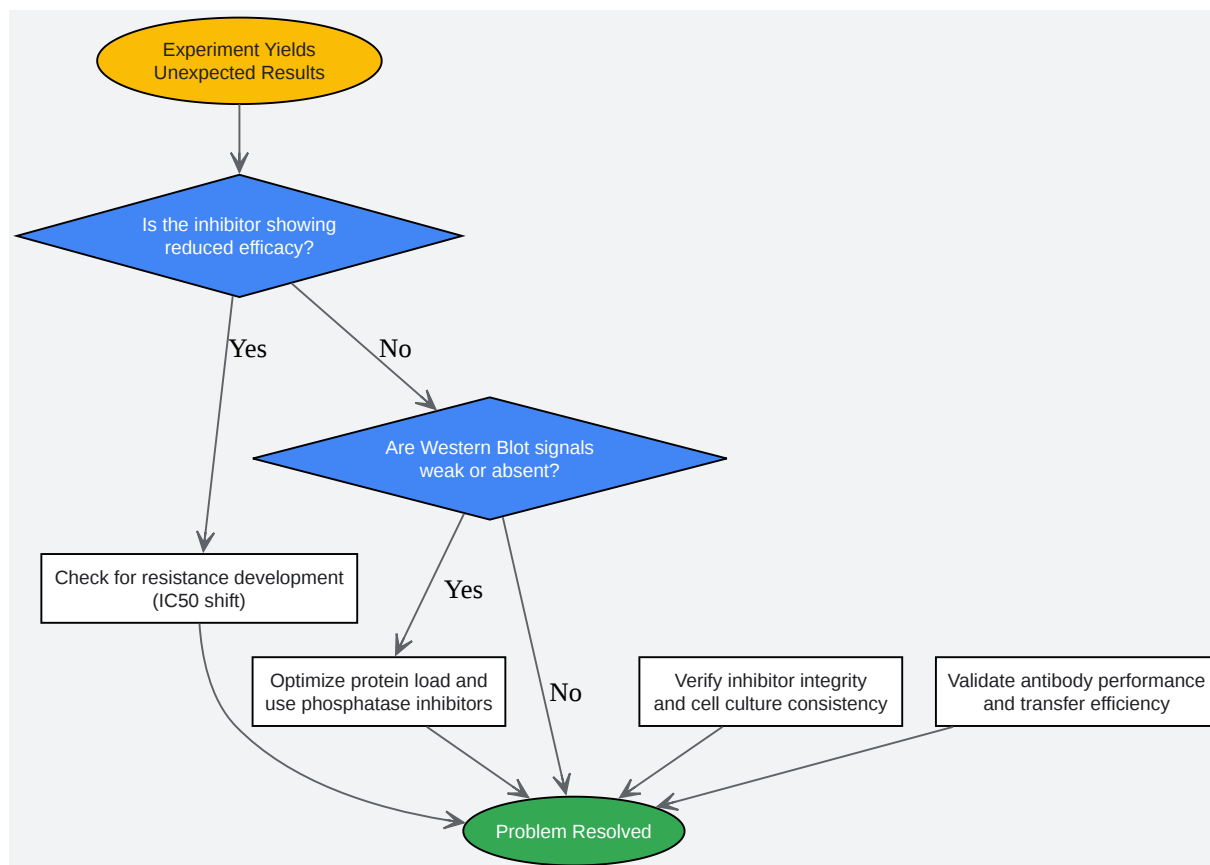 Experiment Yields
Unexpected Results
Is the inhibitor showing
reduced efficacy?
Yes
No
Are Western Blot signals
weak or absent?
Check for resistance development
(IC50 shift)
Yes
No
Optimize protein load and
use phosphatase inhibitors
Verify inhibitor integrity
and cell culture consistency
Validate antibody performance
and transfer efficiency
Problem Resolved